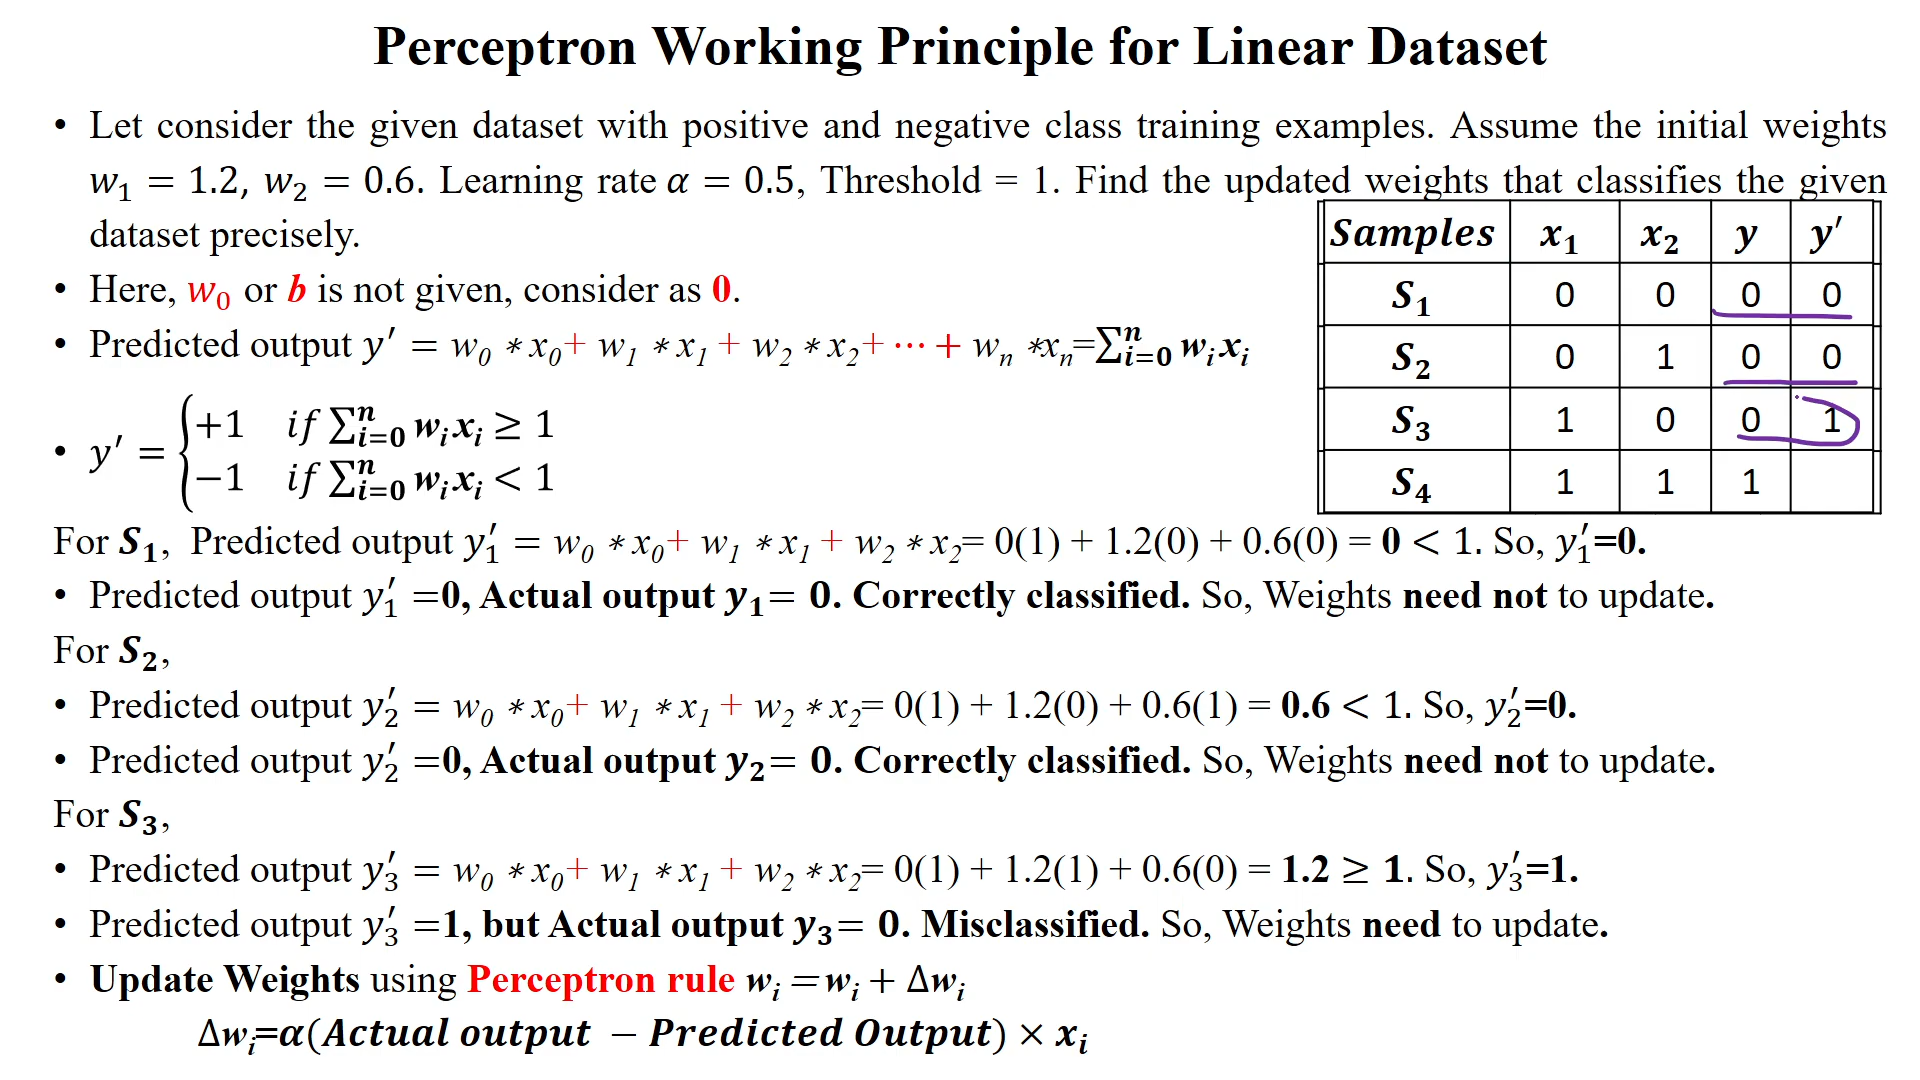 Perceptron Working Principle for Linear Dataset
• Let consider the given dataset with positive and negative class training examples. Assume the initial weights
w₁ = 1.2, w₂ = 0.6. Learning rate α = 0.5, Threshold = 1. Find the updated weights that classifies the given
dataset precisely.
• Here, w₀ or b is not given, consider as 0.
• Predicted output y′ = w₀ ∗ x₀+ w₁ ∗ x₁ + w₂ ∗ x₂+ ⋯ + wₙ ∗xₙ=∑ⁿᵢ₌₀ wᵢxᵢ
• y′ = { +1 if ∑ⁿᵢ₌₀ wᵢxᵢ ≥ 1
−1 if ∑ⁿᵢ₌₀ wᵢxᵢ < 1
Samples x₁ x₂ y y′
S₁ 0 0 0 0
S₂ 0 1 0 0
S₃ 1 0 0 1
S₄ 1 1 1
For S₁, Predicted output y₁′ = w₀ ∗ x₀+ w₁ ∗ x₁ + w₂ ∗ x₂= 0(1) + 1.2(0) + 0.6(0) = 0 < 1. So, y₁′=0.
• Predicted output y₁′ =0, Actual output y₁= 0. Correctly classified. So, Weights need not to update.
For S₂,
• Predicted output y₂′ = w₀ ∗ x₀+ w₁ ∗ x₁ + w₂ ∗ x₂= 0(1) + 1.2(0) + 0.6(1) = 0.6 < 1. So, y₂′=0.
• Predicted output y₂′ =0, Actual output y₂= 0. Correctly classified. So, Weights need not to update.
For S₃,
• Predicted output y₃′ = w₀ ∗ x₀+ w₁ ∗ x₁ + w₂ ∗ x₂= 0(1) + 1.2(1) + 0.6(0) = 1.2 ≥ 1. So, y₃′=1.
• Predicted output y₃′ =1, but Actual output y₃= 0. Misclassified. So, Weights need to update.
• Update Weights using Perceptron rule wᵢ =wᵢ + Δwᵢ
Δwᵢ=α(Actual output − Predicted Output) × xᵢ